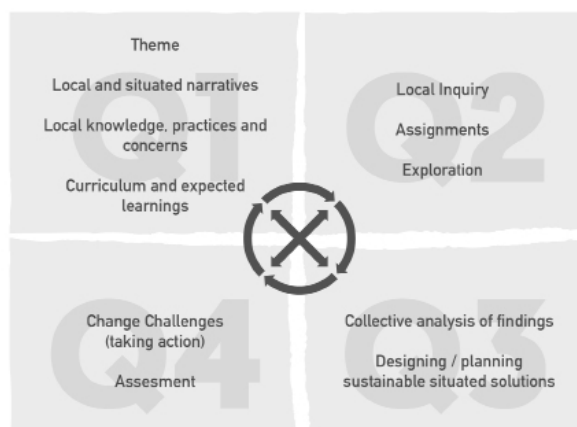 Q1
Theme
Local and situated narratives
Local knowledge, practices and
concerns
Curriculum and expected
learnings
Q2
Local Inquiry
Assignments
Exploration
Q4
Change Challenges
(taking action)
Assesment
Q3
Collective analysis of findings
Designing / planning
sustainable situated solutions